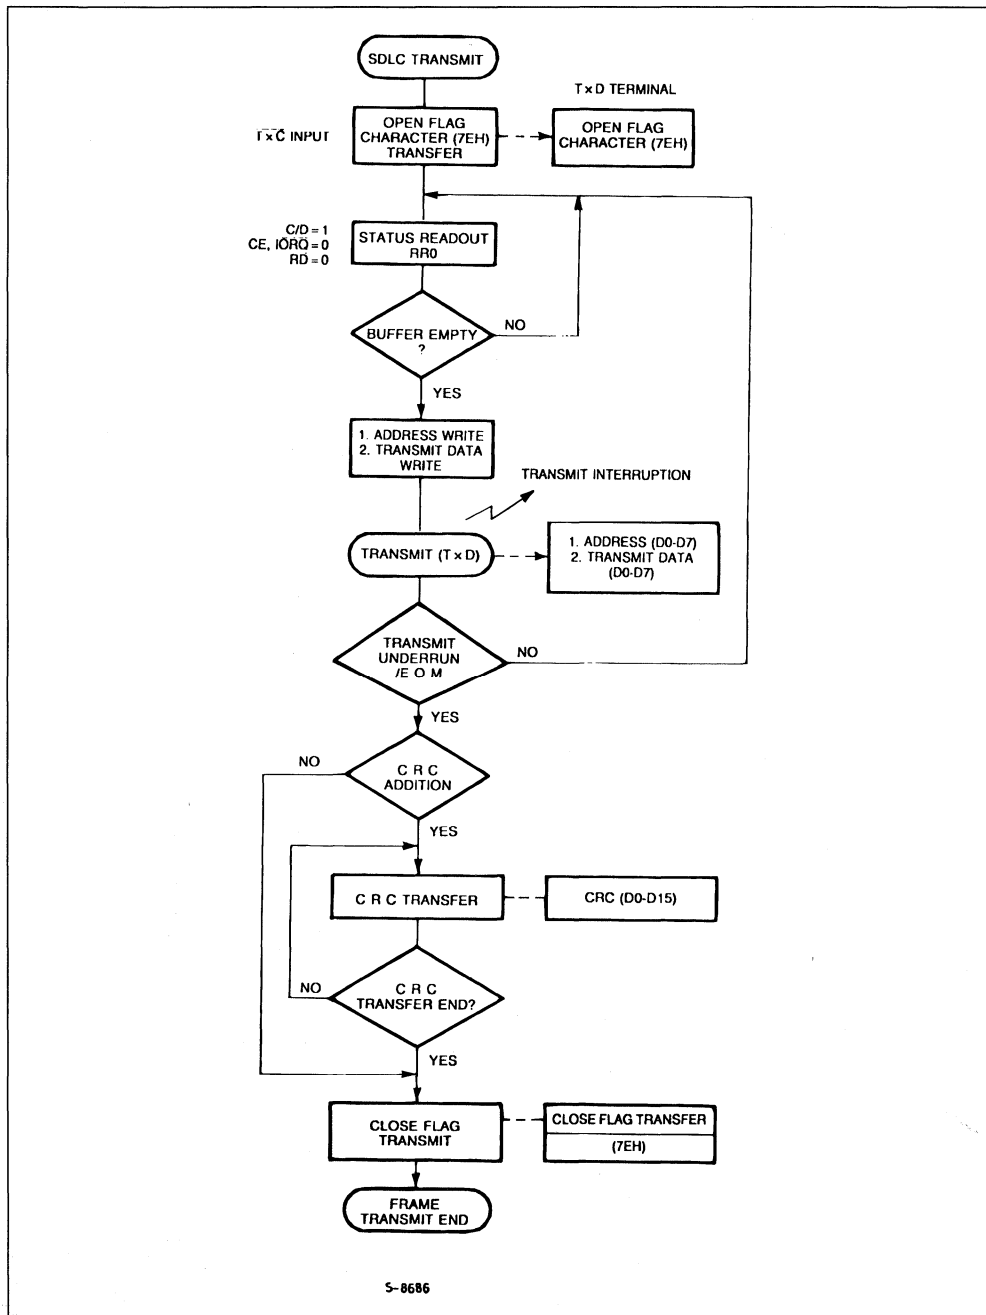 SDLC TRANSMIT
T×D TERMINAL
T×C INPUT
OPEN FLAG
CHARACTER (7EH)
TRANSFER
OPEN FLAG
CHARACTER (7EH)
C/D = 1
CE, IORQ = 0
RD = 0
STATUS READOUT
RR0
BUFFER EMPTY
?
NO
YES
1. ADDRESS WRITE
2. TRANSMIT DATA
WRITE
TRANSMIT INTERRUPTION
TRANSMIT (T×D)
1. ADDRESS (D0-D7)
2. TRANSMIT DATA
(D0-D7)
TRANSMIT
UNDERRUN
/E O M
NO
YES
NO
C R C
ADDITION
YES
C R C TRANSFER
CRC (D0-D15)
NO
C R C
TRANSFER END?
YES
CLOSE FLAG
TRANSMIT
CLOSE FLAG TRANSFER
(7EH)
FRAME
TRANSMIT END
S-8686